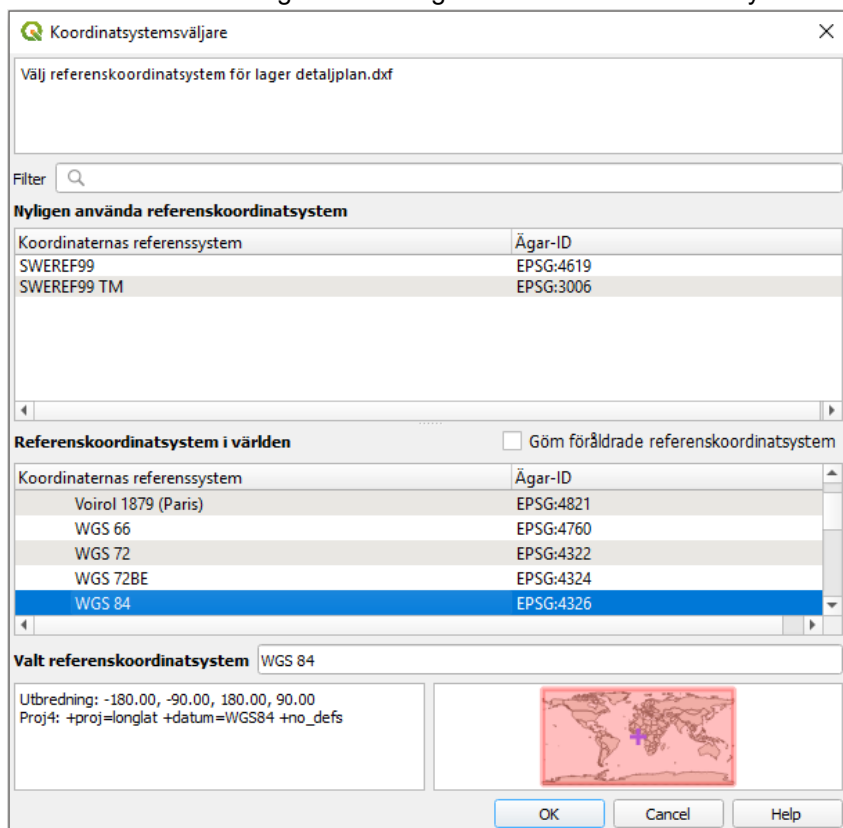 Koordinatsystemsväljare
Välj referenskoordinatsystem för lager detaljplan.dxf
Filter
Nyligen använda referenskoordinatsystem
Koordinaternas referenssystem Ägar-ID
SWEREF99 EPSG:4619
SWEREF99 TM EPSG:3006
Referenskoordinatsystem i världen Göm föråldrade referenskoordinatsystem
Koordinaternas referenssystem Ägar-ID
Voirol 1879 (Paris) EPSG:4821
WGS 66 EPSG:4760
WGS 72 EPSG:4322
WGS 72BE EPSG:4324
WGS 84 EPSG:4326
Valt referenskoordinatsystem WGS 84
Utbredning: -180.00, -90.00, 180.00, 90.00
Proj4: +proj=longlat +datum=WGS84 +no_defs
OK Cancel Help